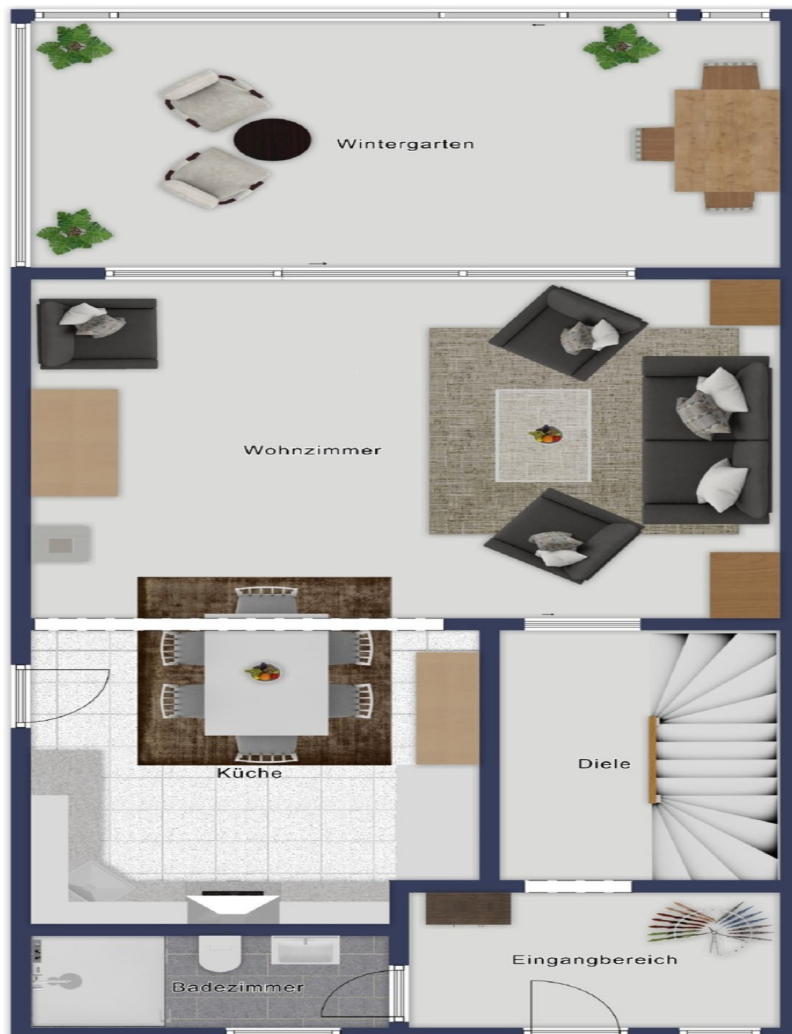 Wintergarten
Wohnzimmer
Küche
Diele
Eingangbereich
Badezimmer